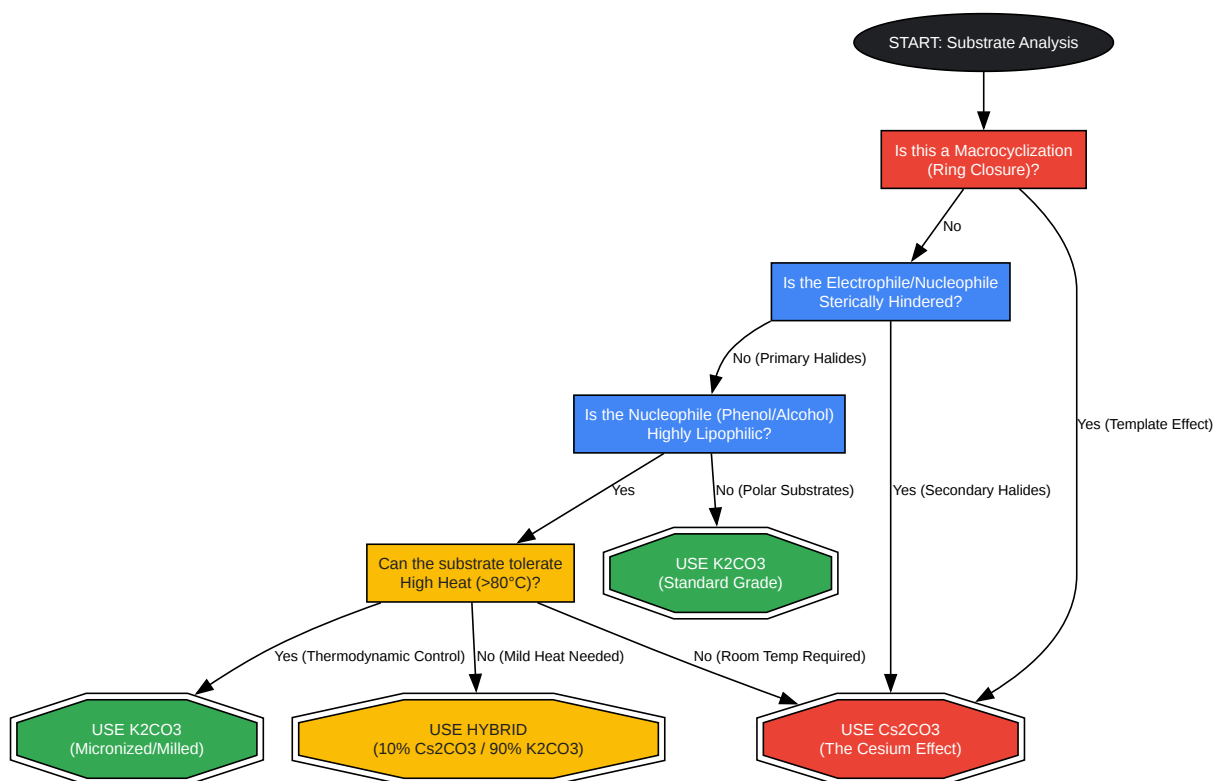 START: Substrate Analysis
Is this a Macrocyclization
(Ring Closure)?
No
Is the Electrophile/Nucleophile
Sterically Hindered?
No (Primary Halides)
Is the Nucleophile (Phenol/Alcohol)
Highly Lipophilic?
Yes (Template Effect)
Yes
No (Polar Substrates)
Yes (Secondary Halides)
Can the substrate tolerate
High Heat (>80°C)?
USE K2CO3
(Standard Grade)
Yes (Thermodynamic Control)
No (Mild Heat Needed)
No (Room Temp Required)
USE K2CO3
(Micronized/Milled)
USE HYBRID
(10% Cs2CO3 / 90% K2CO3)
USE Cs2CO3
(The Cesium Effect)